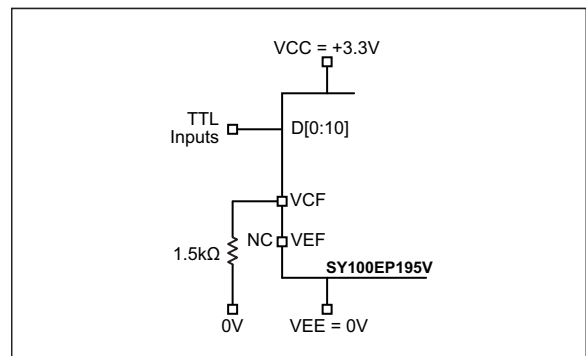 VCC = +3.3V
TTL
Inputs
D[0:10]
VCF
NC
VEF
1.5kΩ
SY100EP195V
0V
VEE = 0V